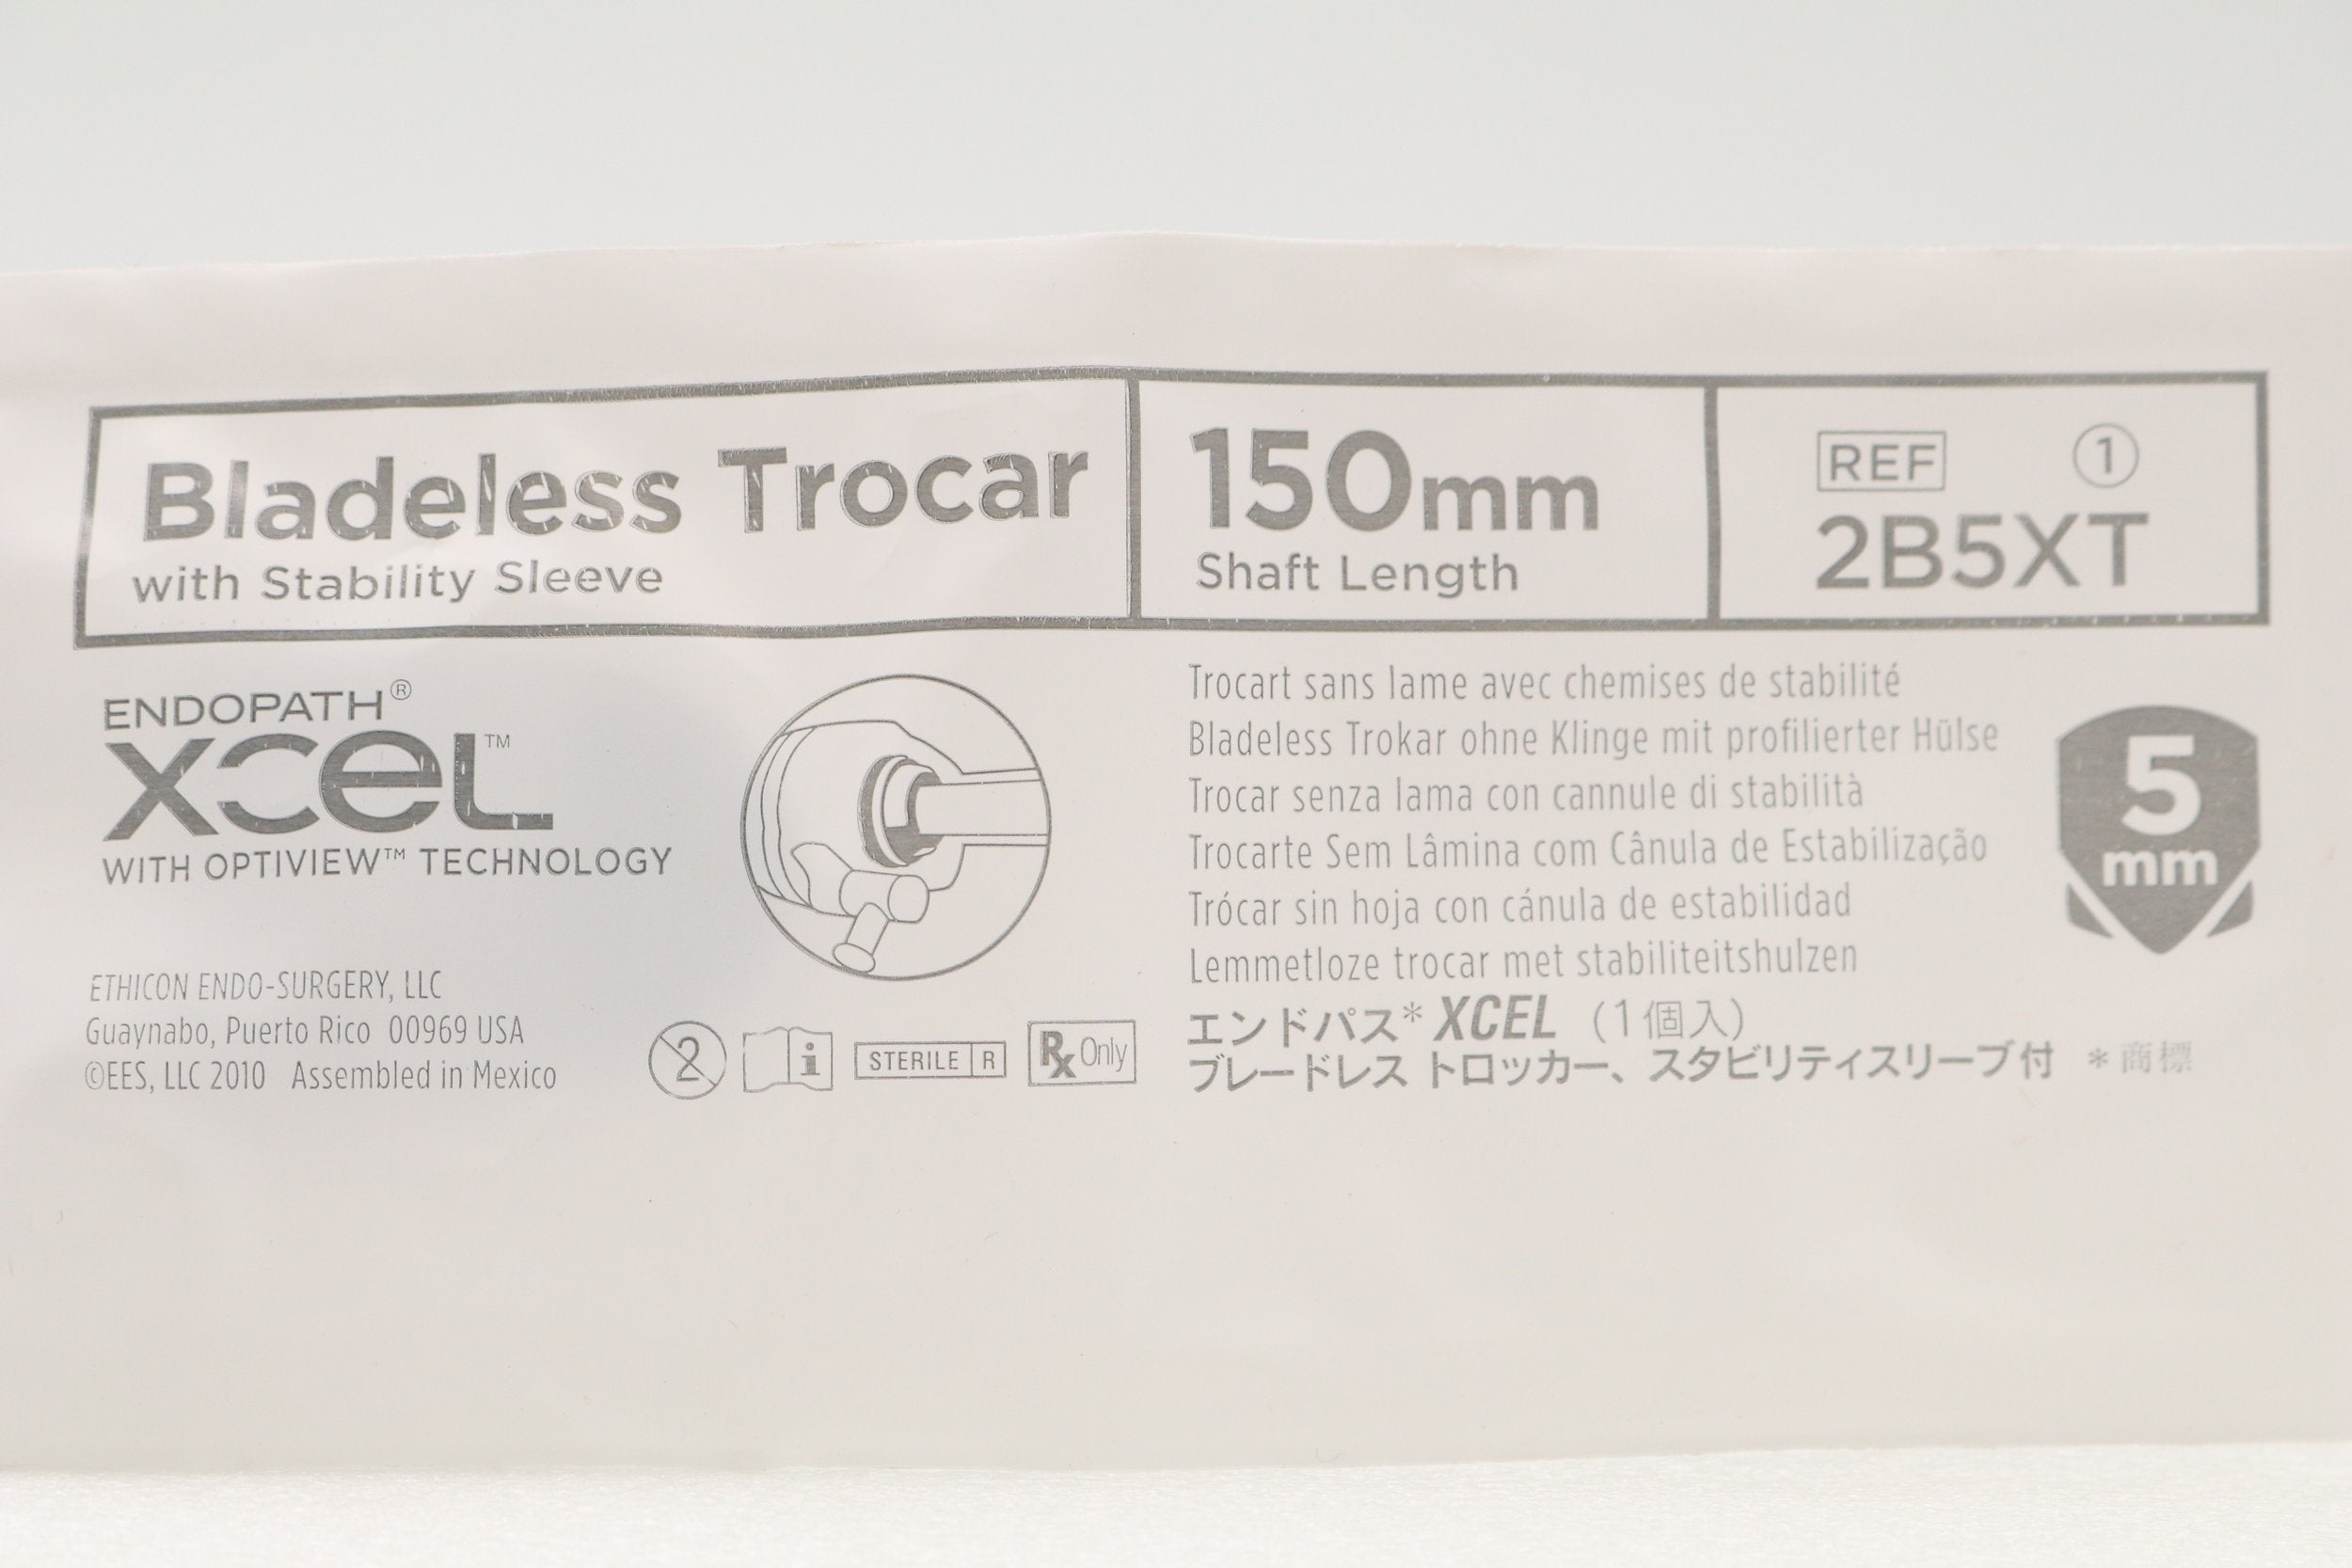 Bladeless Trocar
with Stability Sleeve
150mm
Shaft Length
REF 1
2B5XT
ENDOPATH®
XCEL™
WITH OPTIVIEW™ TECHNOLOGY
ETHICON ENDO-SURGERY, LLC
Guaynabo, Puerto Rico 00969 USA
©EES, LLC 2010 Assembled in Mexico
2 i STERILE R Rx Only
Trocart sans lame avec chemises de stabilité
Bladeless Trokar ohne Klinge mit profilierter Hülse
Trocar senza lama con cannule di stabilità
Trocarte Sem Lâmina com Cânula de Estabilização
Trócar sin hoja con cánula de estabilidad
Lemmetloze trocar met stabiliteitshulzen
エンドパス* XCEL (1個入)
ブレードレス トロッカー、スタビリティスリーブ付 *商標
5
mm